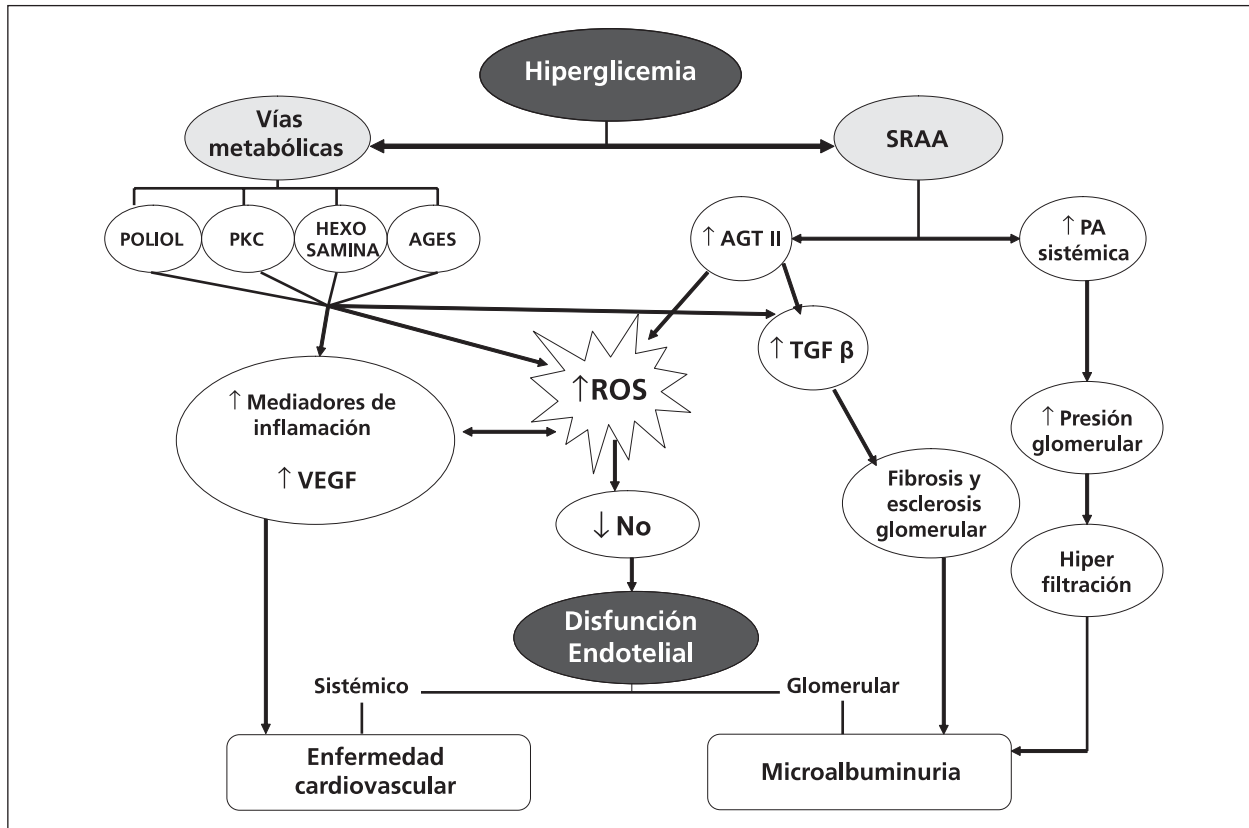 Hiperglicemia
Vías
metabólicas
SRAA
POLIOL
PKC
HEXO
SAMINA
AGES
↑ AGT II
↑ PA
sistémica
↑ TGF β
↑ROS
↑ Mediadores de
inflamación
↑ VEGF
↑ Presión
glomerular
Fibrosis y
esclerosis
glomerular
↓ No
Hiper
filtración
Disfunción
Endotelial
Sistémico
Glomerular
Enfermedad
cardiovascular
Microalbuminuria